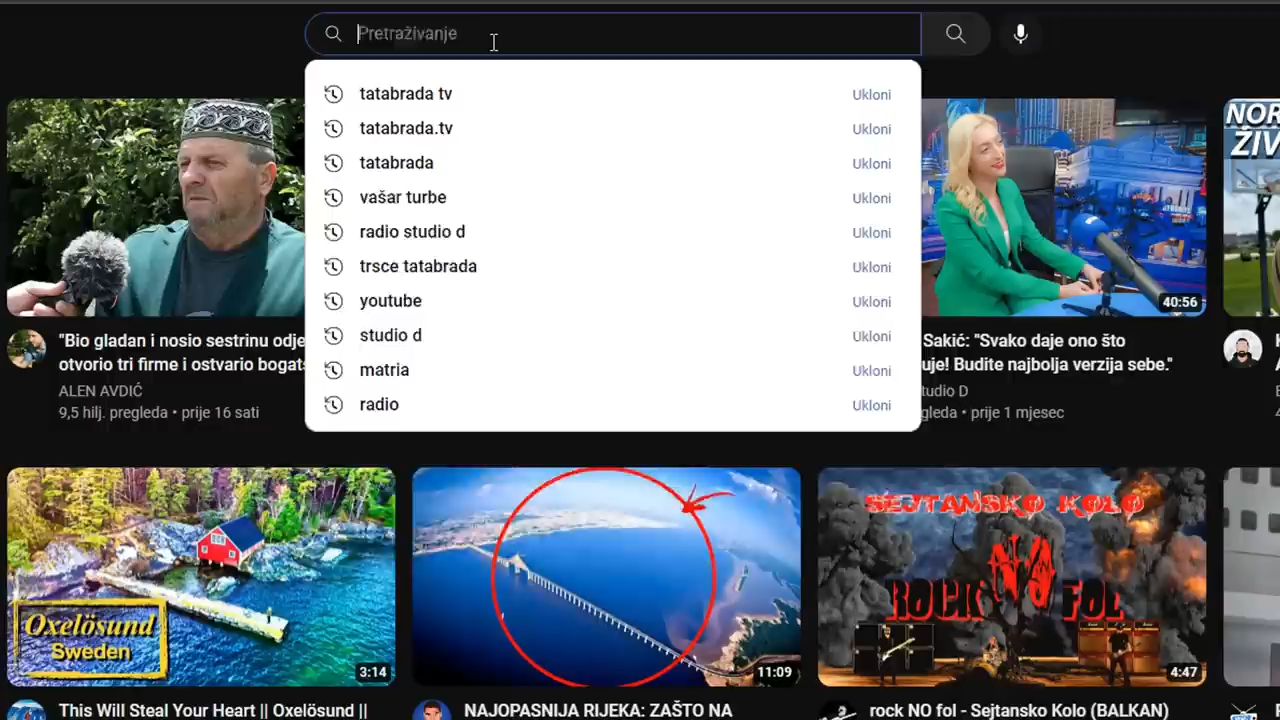 Pretraživanje
tatabrada tv Ukloni
tatabrada.tv Ukloni
tatabrada Ukloni
vašar turbe Ukloni
radio studio d Ukloni
trsce tatabrada Ukloni
youtube Ukloni
studio d Ukloni
matria Ukloni
radio Ukloni
40:56
NOR
ŽIV
"Bio gladan i nosio sestrinu odje
otvorio tri firme i ostvario bogats
ALEN AVDIĆ
9,5 hilj. pregleda • prije 16 sati
Sakić: "Svako daje ono što
uje! Budite najbolja verzija sebe."
tudio D
gleda • prije 1 mjesec
Oxelösund
Sweden
3:14
11:09
SEJTANSKO KOLO
ROCK NO FOL
4:47
This Will Steal Your Heart || Oxelösund ||
NAJOPASNIJA RIJEKA: ZAŠTO NA
rock NO fol - Sejtansko Kolo (BALKAN)